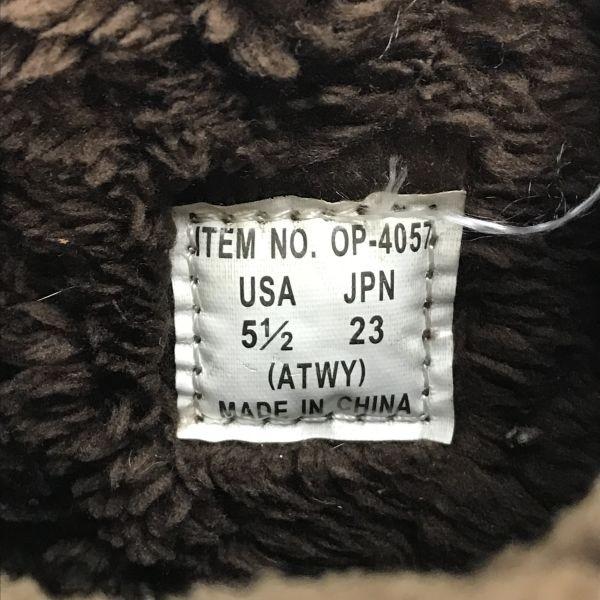 ITEM NO. OP-4057
USA JPN
5½ 23
(ATWY)
MADE IN CHINA